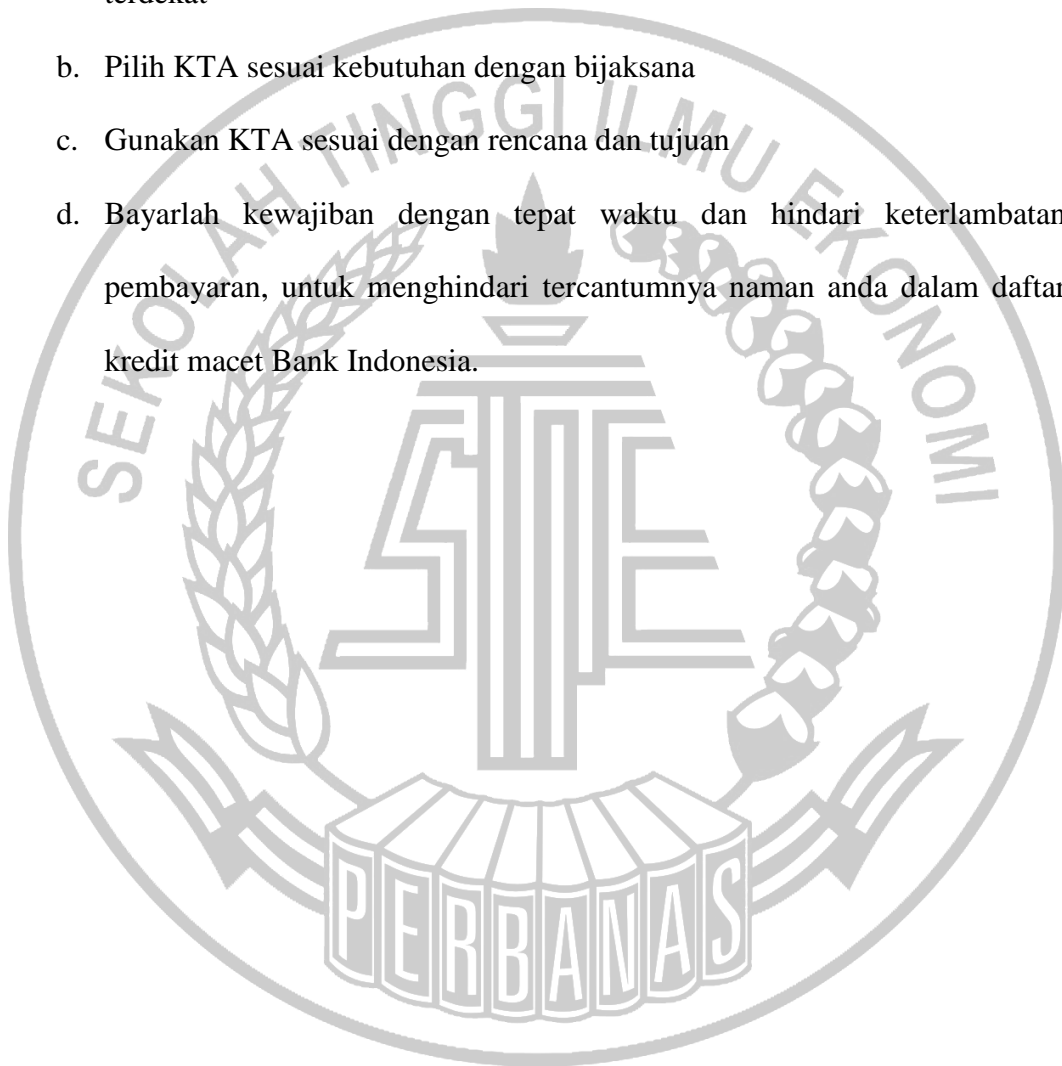 terdekat
b. Pilih KTA sesuai kebutuhan dengan bijaksana
c. Gunakan KTA sesuai dengan rencana dan tujuan
d. Bayarlah kewajiban dengan tepat waktu dan hindari keterlambatan
pembayaran, untuk menghindari tercantumnya naman anda dalam daftar
kredit macet Bank Indonesia.
SEKOLAH TINGGI ILMU EKONOMI
STIE
PERBANAS